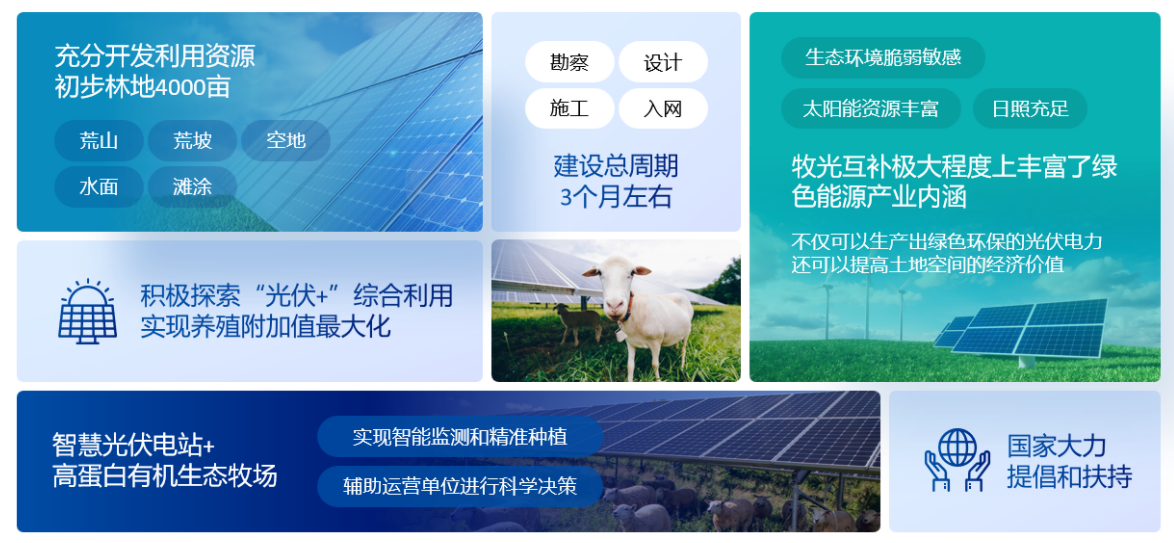 充分开发利用资源
初步林地4000亩
荒山
荒坡
空地
水面
滩涂
勘察
设计
施工
入网
建设总周期
3个月左右
生态环境脆弱敏感
太阳能资源丰富
日照充足
牧光互补极大程度上丰富了绿
色能源产业内涵
不仅可以生产出绿色环保的光伏电力
还可以提高土地空间的经济价值
积极探索“光伏+”综合利用
实现养殖附加值最大化
智慧光伏电站+
高蛋白有机生态牧场
实现智能监测和精准种植
辅助运营单位进行科学决策
国家大力
提倡和扶持